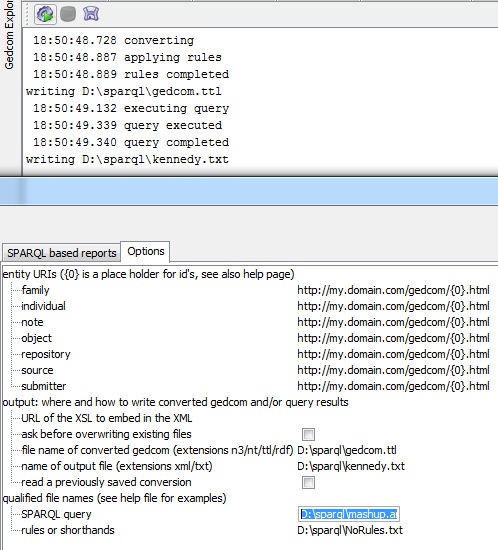 Gedcom Explor
18:50:48.728 converting
18:50:48.887 applying rules
18:50:48.889 rules completed
writing D:\sparql\gedcom.ttl
18:50:49.132 executing query
18:50:49.339 query executed
18:50:49.340 query completed
writing D:\sparql\kennedy.txt
SPARQL based reports Options
entity URIs ({0} is a place holder for id's, see also help page)
family http://my.domain.com/gedcom/{0}.html
individual http://my.domain.com/gedcom/{0}.html
note http://my.domain.com/gedcom/{0}.html
object http://my.domain.com/gedcom/{0}.html
repository http://my.domain.com/gedcom/{0}.html
source http://my.domain.com/gedcom/{0}.html
submitter http://my.domain.com/gedcom/{0}.html
output: where and how to write converted gedcom and/or query results
URL of the XSL to embed in the XML
ask before overwriting existing files
file name of converted gedcom (extensions n3/nt/ttl/rdf) D:\sparql\gedcom.ttl
name of output file (extensions xml/txt) D:\sparql\kennedy.txt
read a previously saved conversion
qualified file names (see help file for examples)
SPARQL query D:\sparql\mashup.ar
rules or shorthands D:\sparql\NoRules.txt